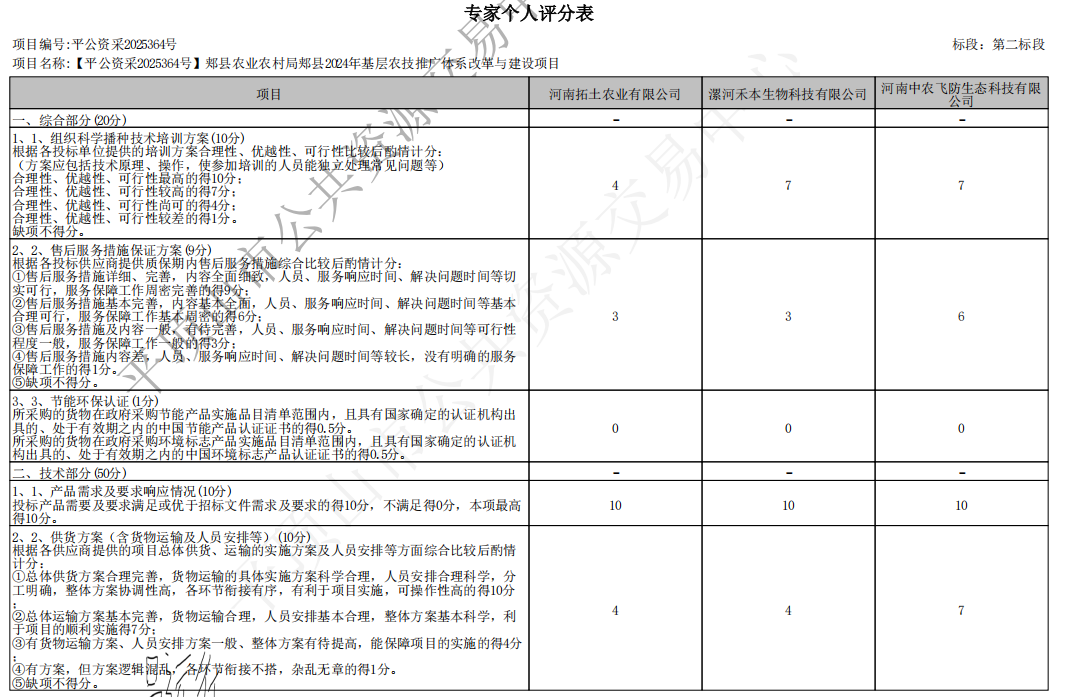 专家个人评分表
项目编号:平公资采2025364号
标段: 第二标段
项目名称:【平公资采2025364号】郏县农业农村局郏县2024年基层农技推广体系改革与建设项目
项目
河南拓土农业有限公司
漯河禾本生物科技有限公司
河南中农飞防生态科技有限
公司
一、综合部分(20分)
-
-
-
1、1、组织科学播种技术培训方案(10分)
根据各投标单位提供的培训方案合理性、优越性、可行性比较后酌情计分;
（方案应包括技术原理、操作，使参加培训的人员能独立处理常见问题等）
合理性、优越性、可行性最高的得10分;
合理性、优越性、可行性较高的得7分;
合理性、优越性、可行性尚可的得4分;
合理性、优越性、可行性较差的得1分。
缺项不得分。
4
7
7
2、2、售后服务措施保证方案(9分)
根据各投标供应商提供质保期内售后服务措施综合比较后酌情计分:
①售后服务措施详细、完善，内容全面细致，人员、服务响应时间、解决问题时间等切
实可行，服务保障工作周密完善的得9分;
②售后服务措施基本完善，内容基本全面，人员、服务响应时间、解决问题时间等基本
合理可行，服务保障工作基本周密的得6分;
③售后服务措施及内容一般，有待完善，人员、服务响应时间、解决问题时间等可行性
程度一般，服务保障工作一般的得3分;
④售后服务措施内容差，人员、服务响应时间、解决问题时间等较长，没有明确的服务
保障工作的得1分。
⑤缺项不得分。
3
3
6
3、3、节能环保认证(1分)
所采购的货物在政府采购节能产品实施品目清单范围内，且具有国家确定的认证机构出
具的、处于有效期之内的中国节能产品认证证书的得0.5分。
所采购的货物在政府采购环境标志产品实施品目清单范围内，且具有国家确定的认证机
构出具的、处于有效期之内的中国环境标志产品认证证书的得0.5分。
0
0
0
二、技术部分(50分)
-
-
-
1、1、产品需求及要求响应情况(10分)
投标产品需要及要求满足或优于招标文件需求及要求的得10分，不满足得0分，本项最高
得10分。
10
10
10
2、2、供货方案（含货物运输及人员安排等）(10分)
根据各供应商提供的项目总体供货、运输的实施方案及人员安排等方面综合比较后酌情
计分:
①总体供货方案合理完善，货物运输的具体实施方案科学合理，人员安排合理科学，分
工明确，整体方案协调性高，各环节衔接有序，有利于项目实施，可操作性高的得10分
;
②总体运输方案基本完善，货物运输合理，人员安排基本合理，整体方案基本科学，利
于项目的顺利实施得7分;
③有货物运输方案、人员安排方案一般、整体方案有待提高，能保障项目的实施的得4分
;
④有方案，但方案逻辑混乱，各环节衔接不搭，杂乱无章的得1分。
⑤缺项不得分。
4
4
7
平顶山市公共资源交易中心
平顶山市公共资源交易中心